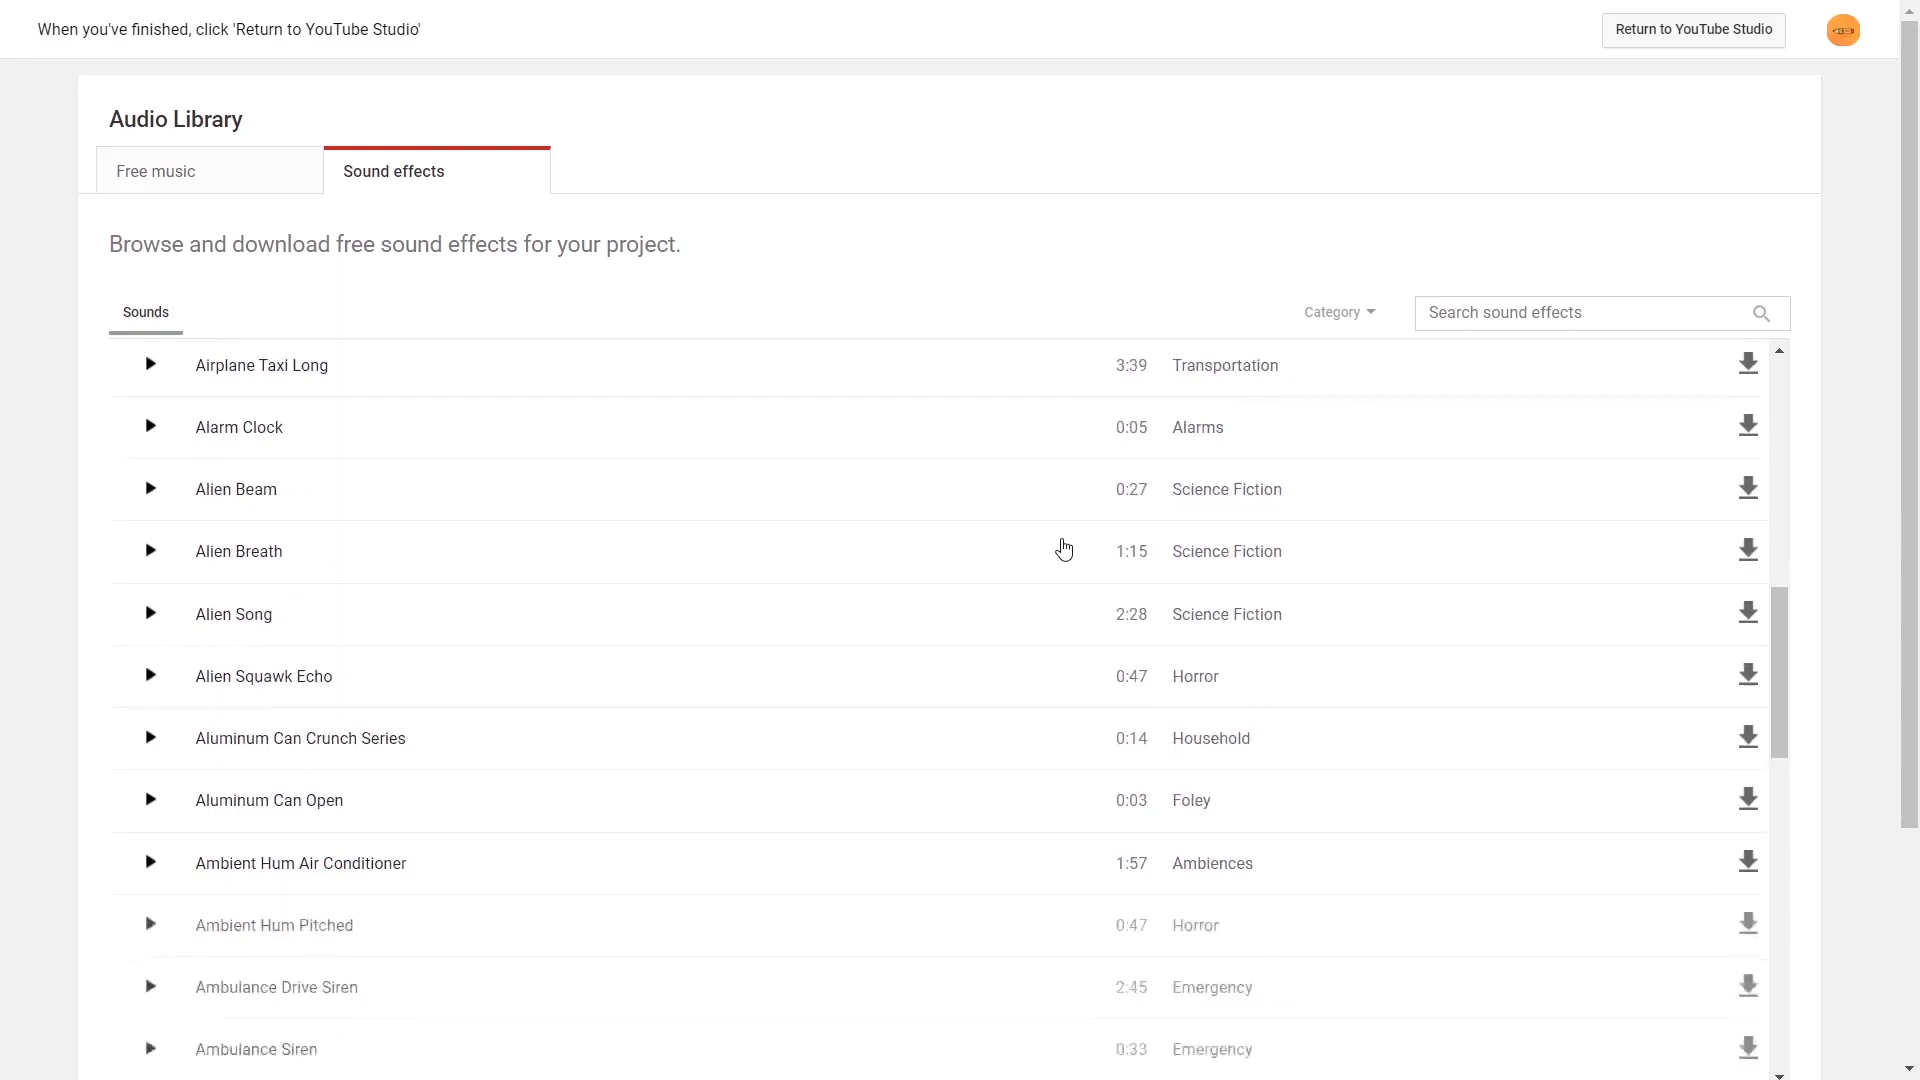 When you've finished, click 'Return to YouTube Studio'
Return to YouTube Studio
Audio Library
Free music
Sound effects
Browse and download free sound effects for your project.
Sounds
Category
Search sound effects
Airplane Taxi Long 3:39 Transportation
Alarm Clock 0:05 Alarms
Alien Beam 0:27 Science Fiction
Alien Breath 1:15 Science Fiction
Alien Song 2:28 Science Fiction
Alien Squawk Echo 0:47 Horror
Aluminum Can Crunch Series 0:14 Household
Aluminum Can Open 0:03 Foley
Ambient Hum Air Conditioner 1:57 Ambiences
Ambient Hum Pitched 0:47 Horror
Ambulance Drive Siren 2:45 Emergency
Ambulance Siren 0:33 Emergency